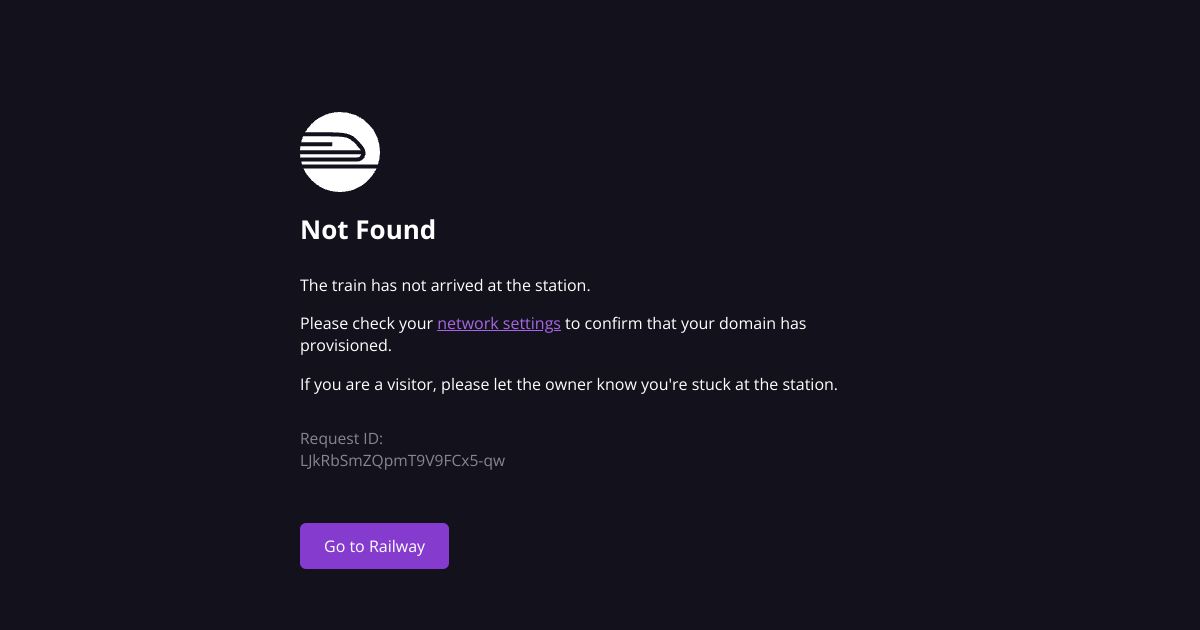 Not Found
The train has not arrived at the station.
Please check your network settings to confirm that your domain has
provisioned.
If you are a visitor, please let the owner know you're stuck at the station.
Request ID:
LJkRbSmZQpmT9V9FCx5-qw
Go to Railway